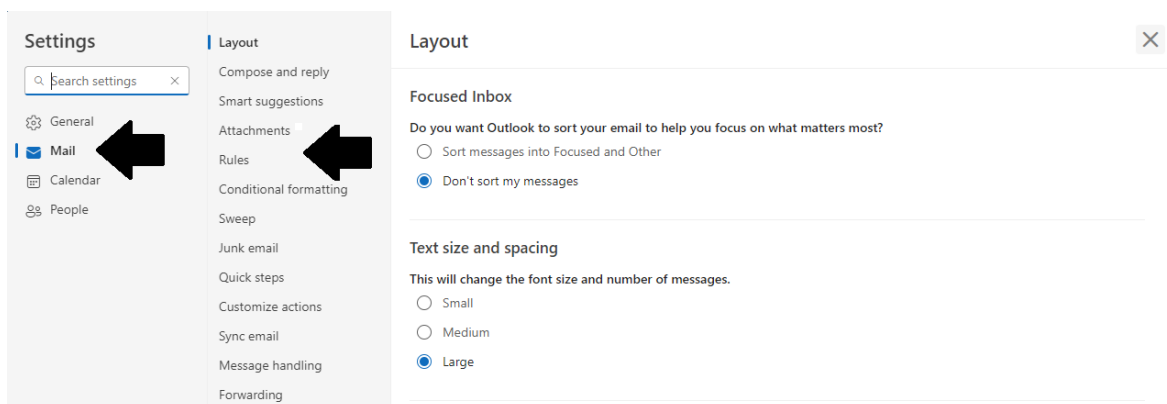 Settings
Search settings
General
Mail
Calendar
People
Layout
Compose and reply
Smart suggestions
Attachments
Rules
Conditional formatting
Sweep
Junk email
Quick steps
Customize actions
Sync email
Message handling
Forwarding
Layout
Focused Inbox
Do you want Outlook to sort your email to help you focus on what matters most?
Sort messages into Focused and Other
Don't sort my messages
Text size and spacing
This will change the font size and number of messages.
Small
Medium
Large